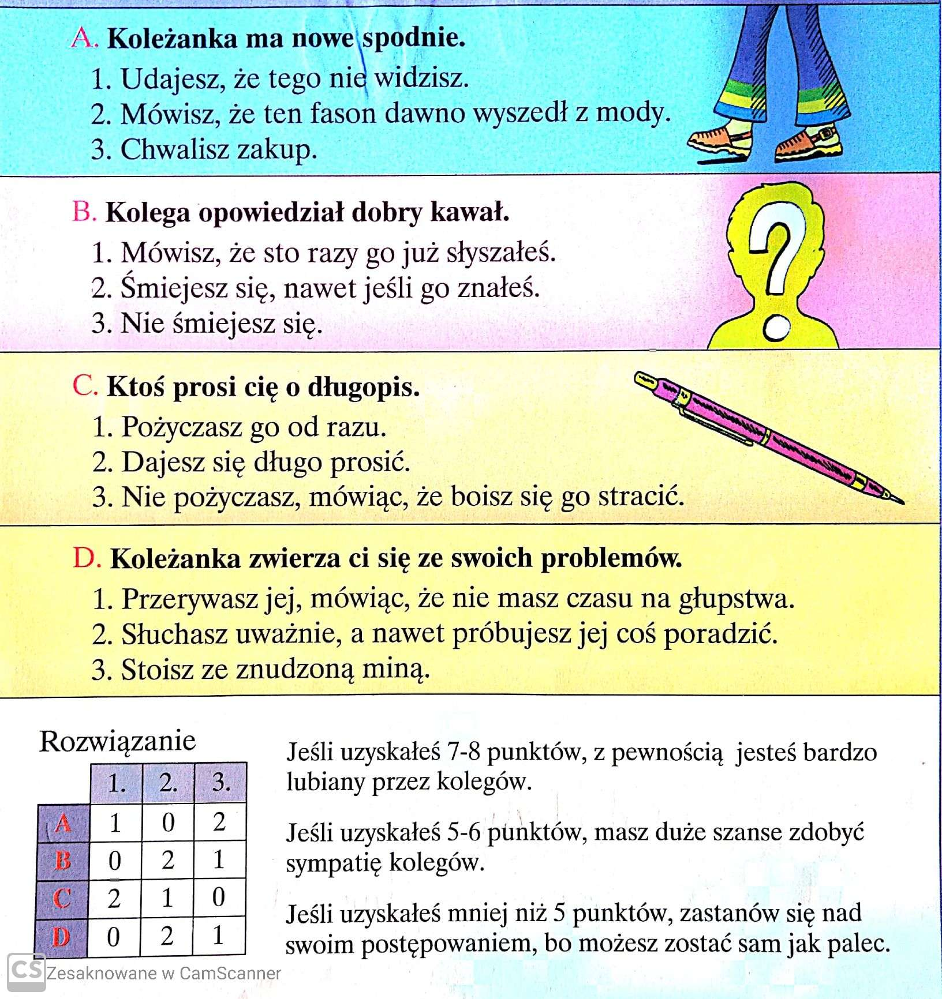 A. Koleżanka ma nowe spodnie.
1. Udajesz, że tego nie widzisz.
2. Mówisz, że ten fason dawno wyszedł z mody.
3. Chwalisz zakup.
B. Kolega opowiedział dobry kawał.
1. Mówisz, że sto razy go już słyszałeś.
2. Śmiejesz się, nawet jeśli go znałeś.
3. Nie śmiejesz się.
C. Ktoś prosi cię o długopis.
1. Pożyczasz go od razu.
2. Dajesz się długo prosić.
3. Nie pożyczasz, mówiąc, że boisz się go stracić.
D. Koleżanka zwierza ci się ze swoich problemów.
1. Przerywasz jej, mówiąc, że nie masz czasu na głupstwa.
2. Słuchasz uważnie, a nawet próbujesz jej coś poradzić.
3. Stoisz ze znudzoną miną.
Rozwiązanie
1. 2. 3.
A 1 0 2
B 0 2 1
C 2 1 0
D 0 2 1
Jeśli uzyskałeś 7-8 punktów, z pewnością jesteś bardzo
lubiany przez kolegów.
Jeśli uzyskałeś 5-6 punktów, masz duże szanse zdobyć
sympatię kolegów.
Jeśli uzyskałeś mniej niż 5 punktów, zastanów się nad
swoim postępowaniem, bo możesz zostać sam jak palec.
CS Zesaknowane w CamScanner